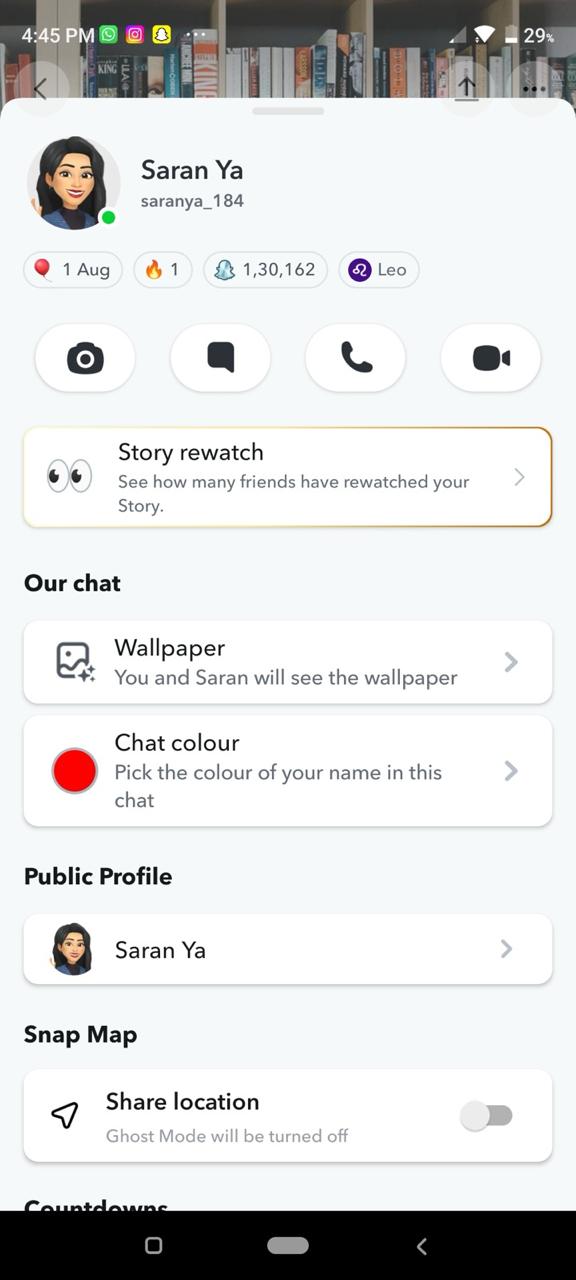 4:45 PM
29%
KING
Saran Ya
saranya_184
1 Aug
1
1,30,162
Leo
Story rewatch
See how many friends have rewatched your
Story.
Our chat
Wallpaper
You and Saran will see the wallpaper
Chat colour
Pick the colour of your name in this
chat
Public Profile
Saran Ya
Snap Map
Share location
Ghost Mode will be turned off
Countdowns